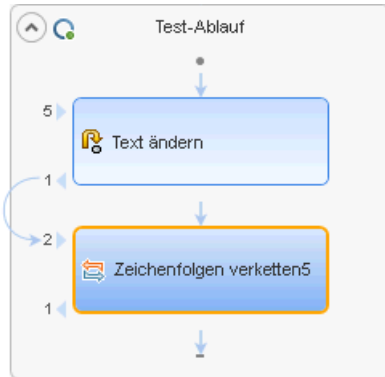 Test-Ablauf
5
Text ändern
1
2
Zeichenfolgen verketten5
1